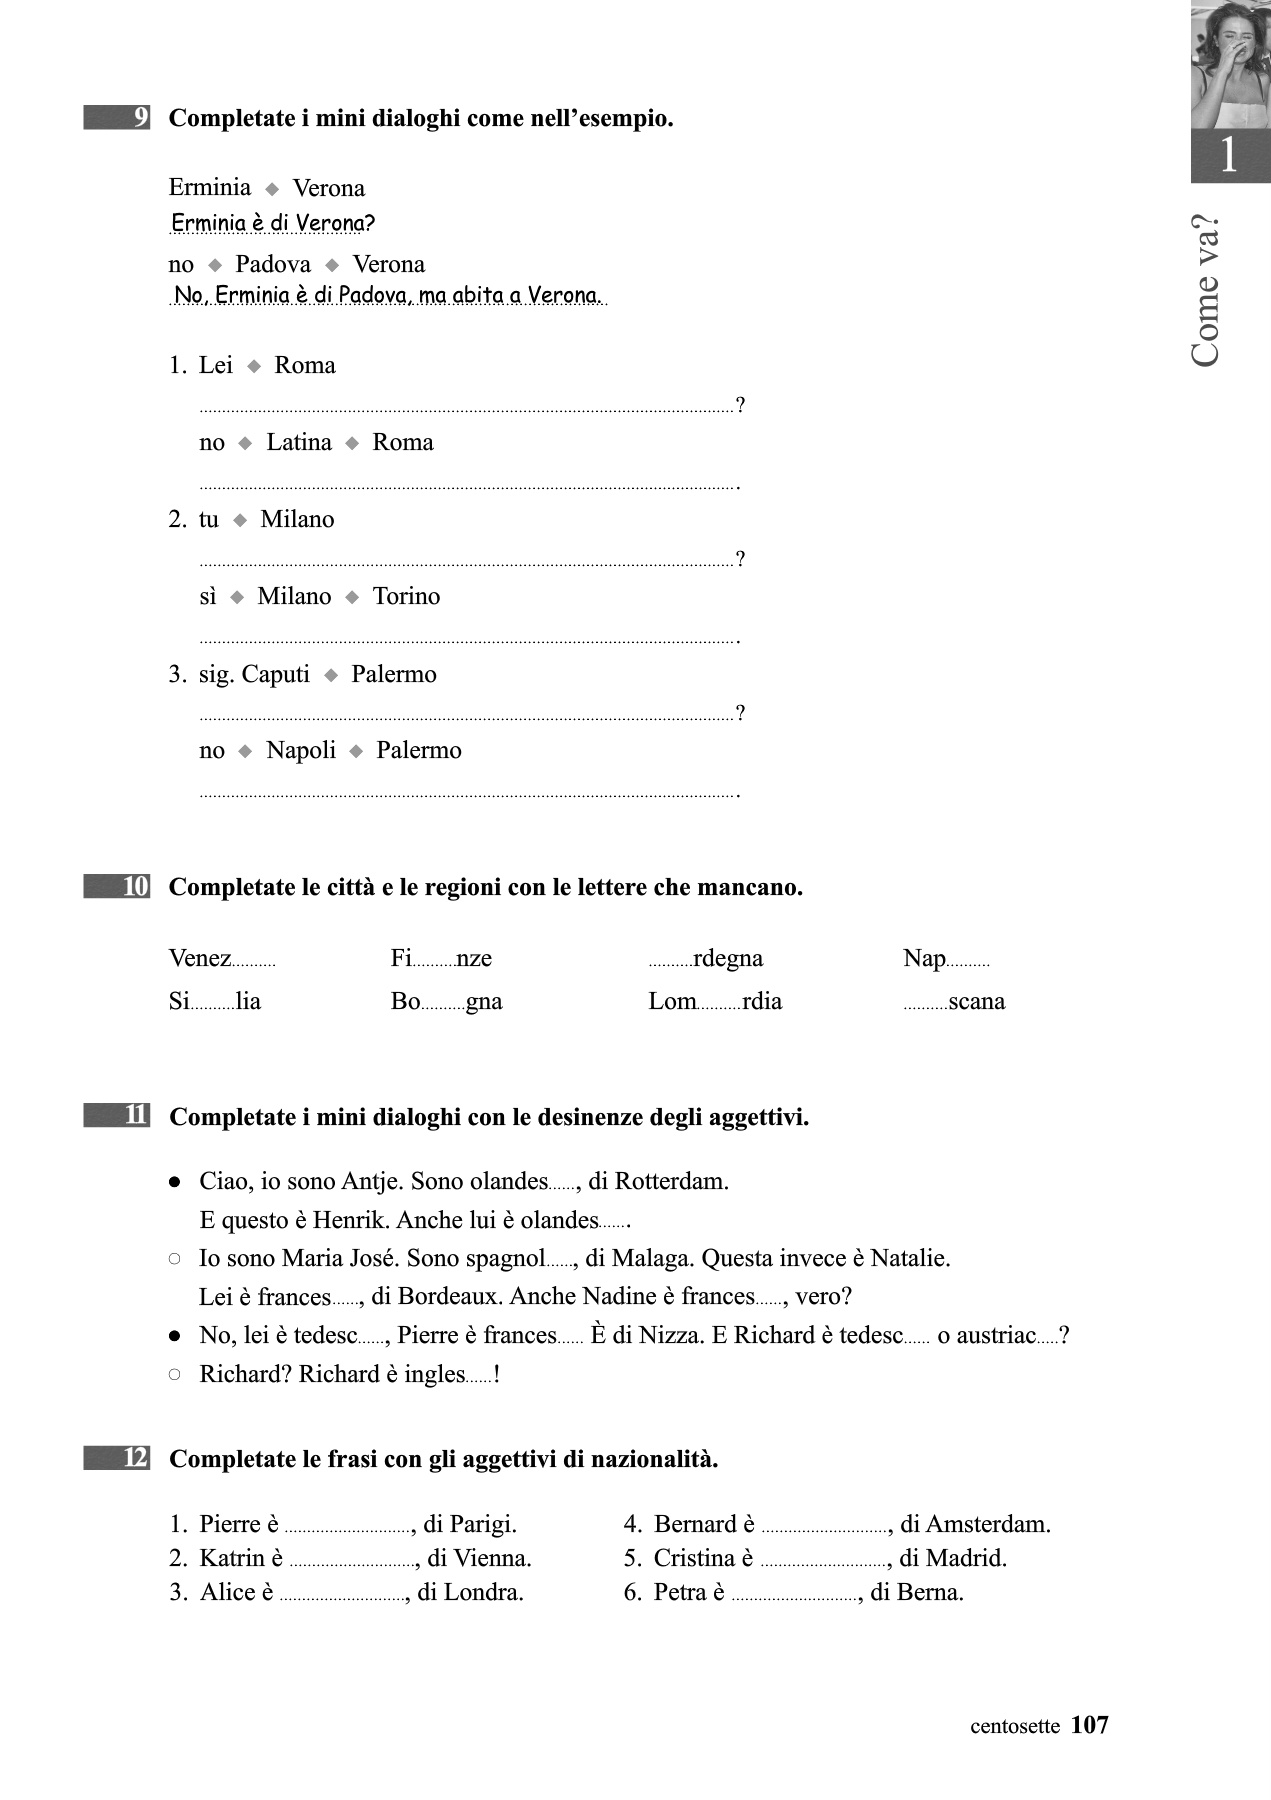 1
Come va?
9 Completate i mini dialoghi come nell’esempio.
Erminia ◆ Verona
Erminia è di Verona?
no ◆ Padova ◆ Verona
No, Erminia è di Padova, ma abita a Verona.
1. Lei ◆ Roma
....................?
no ◆ Latina ◆ Roma
.....................
2. tu ◆ Milano
....................?
sì ◆ Milano ◆ Torino
.....................
3. sig. Caputi ◆ Palermo
....................?
no ◆ Napoli ◆ Palermo
.....................
10 Completate le città e le regioni con le lettere che mancano.
Venez.......... Fi..........nze ..........rdegna Nap..........
Si..........lia Bo..........gna Lom..........rdia ..........scana
11 Completate i mini dialoghi con le desinenze degli aggettivi.
● Ciao, io sono Antje. Sono olandes......, di Rotterdam.
E questo è Henrik. Anche lui è olandes.......
○ Io sono Maria José. Sono spagnol......, di Malaga. Questa invece è Natalie.
Lei è frances......, di Bordeaux. Anche Nadine è frances......, vero?
● No, lei è tedesc......, Pierre è frances...... È di Nizza. E Richard è tedesc...... o austriac.....?
○ Richard? Richard è ingles......!
12 Completate le frasi con gli aggettivi di nazionalità.
1. Pierre è ............................, di Parigi. 4. Bernard è ............................, di Amsterdam.
2. Katrin è ............................, di Vienna. 5. Cristina è ............................, di Madrid.
3. Alice è ............................, di Londra. 6. Petra è ............................, di Berna.
centosette 107